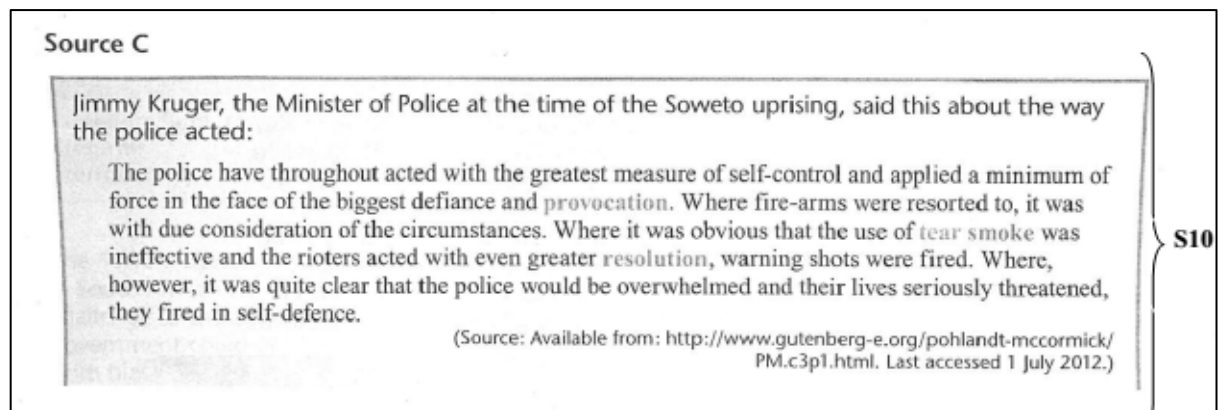 Source C
Jimmy Kruger, the Minister of Police at the time of the Soweto uprising, said this about the way
the police acted:
The police have throughout acted with the greatest measure of self-control and applied a minimum of
force in the face of the biggest defiance and provocation. Where fire-arms were resorted to, it was
with due consideration of the circumstances. Where it was obvious that the use of tear smoke was
ineffective and the rioters acted with even greater resolution, warning shots were fired. Where,
however, it was quite clear that the police would be overwhelmed and their lives seriously threatened,
they fired in self-defence.
(Source: Available from: http://www.gutenberg-e.org/pohlandt-mccormick/
PM.c3p1.html. Last accessed 1 July 2012.)
S10